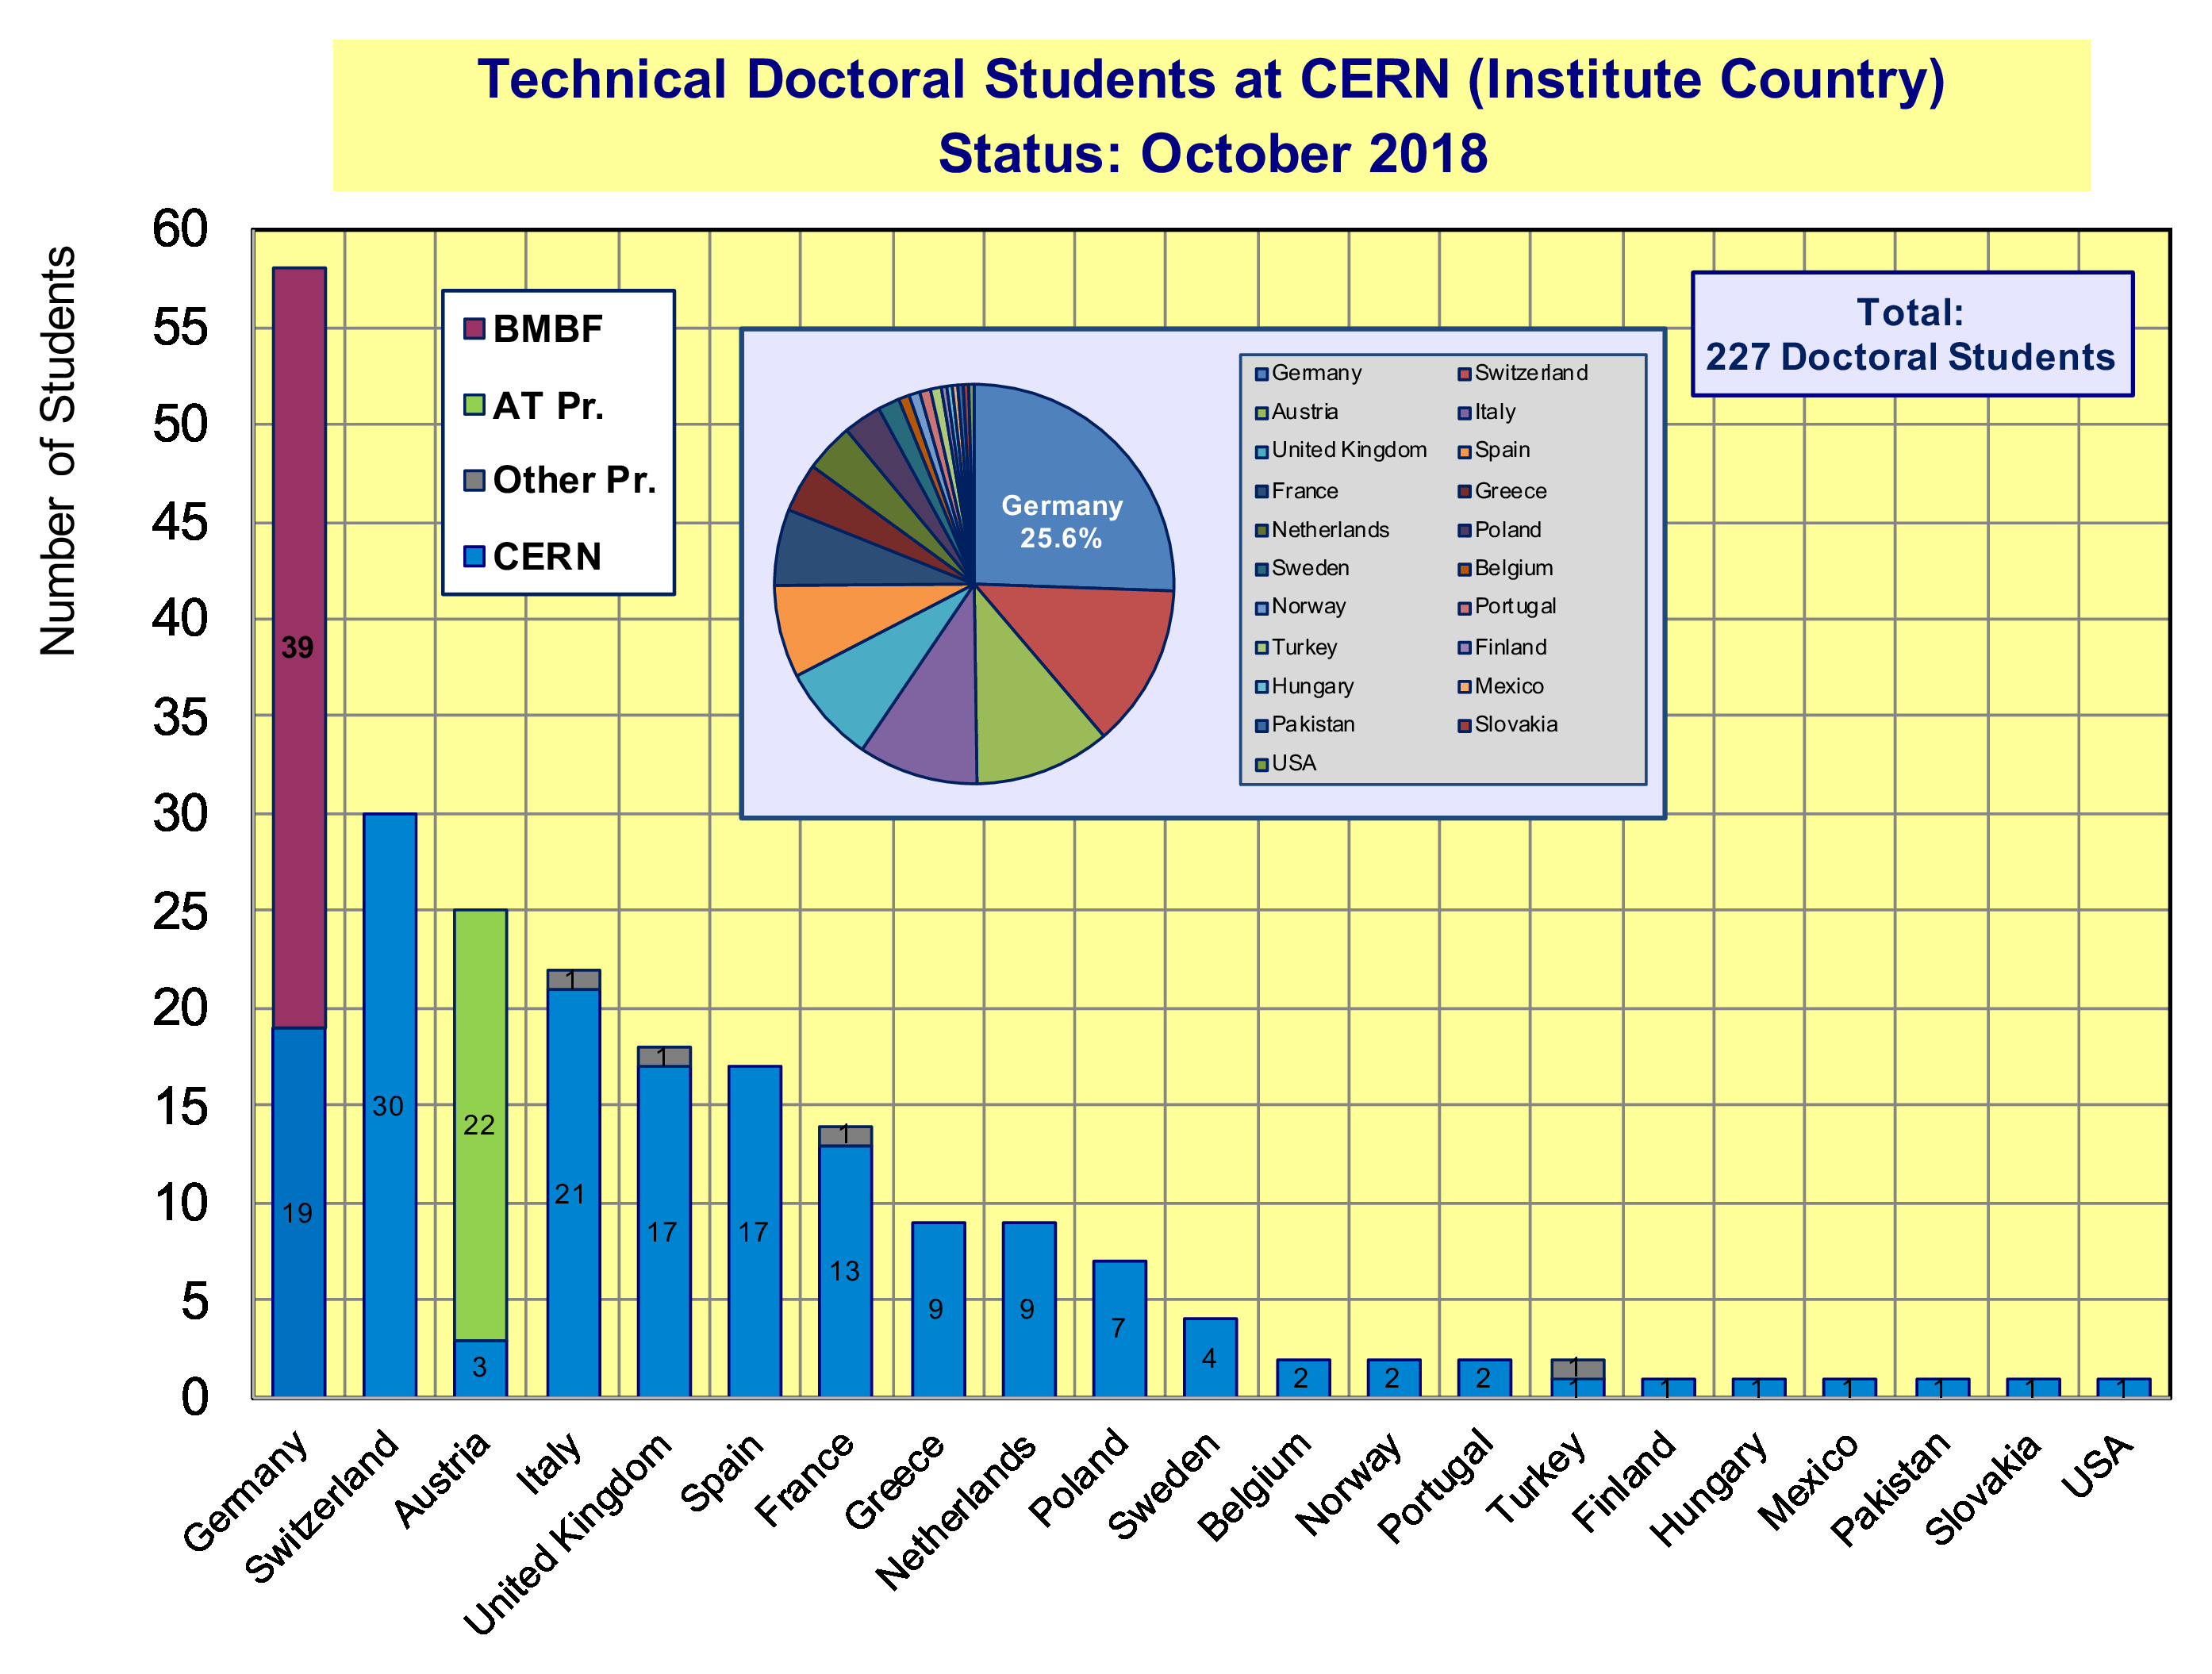 Technical Doctoral Students at CERN (Institute Country)
Status: October 2018
Number of Students
60
55
50
45
40
35
30
25
20
15
10
5
0
BMBF
AT Pr.
Other Pr.
CERN
Germany
25.6%
Germany
Switzerland
Austria
Italy
United Kingdom
Spain
France
Greece
Netherlands
Poland
Sweden
Belgium
Norway
Portugal
Turkey
Finland
Hungary
Mexico
Pakistan
Slovakia
USA
Total:
227 Doctoral Students
39
19
30
22
3
1
21
1
17
17
1
13
9
9
7
4
2
2
2
1
1
1
1
1
1
1
1
Germany
Switzerland
Austria
Italy
United Kingdom
Spain
France
Greece
Netherlands
Poland
Sweden
Belgium
Norway
Portugal
Turkey
Finland
Hungary
Mexico
Pakistan
Slovakia
USA